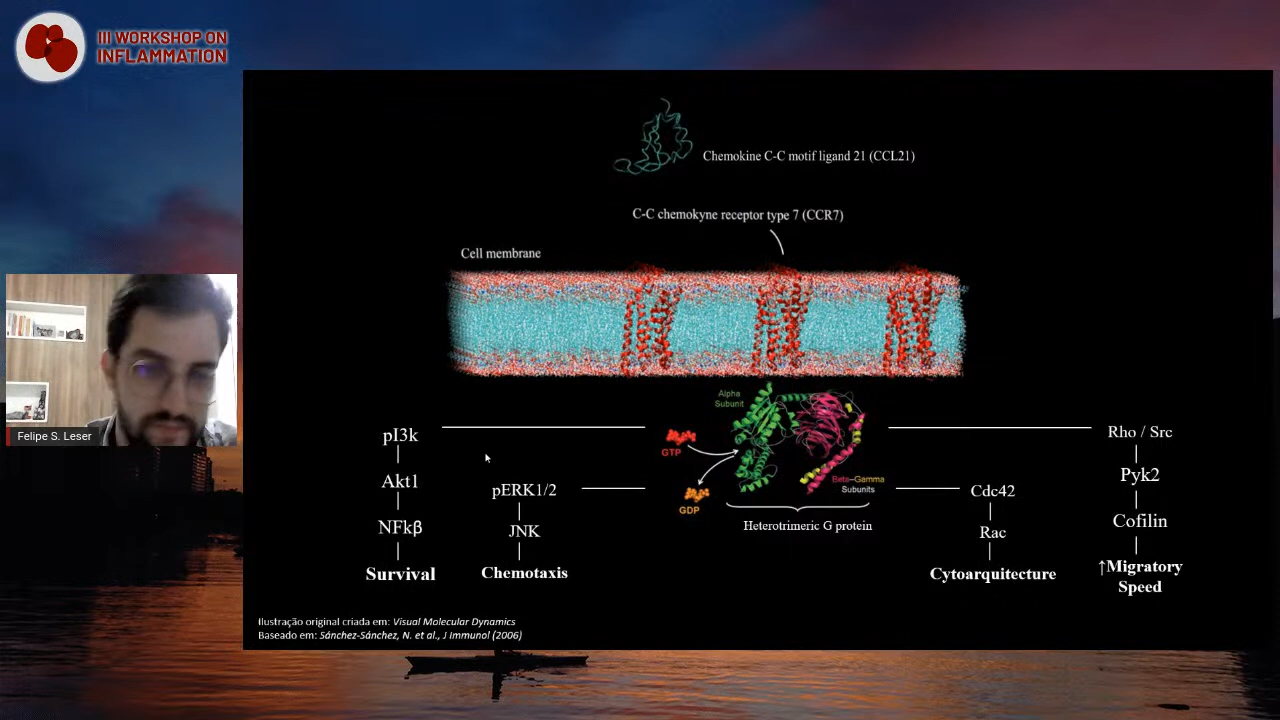 III WORKSHOP ON
INFLAMMATION
Chemokine C-C motif ligand 21 (CCL21)
C-C chemokyne receptor type 7 (CCR7)
Cell membrane
Alpha
Subunit
GTP
GDP
Beta–Gamma
Subunits
Heterotrimeric G protein
pI3k
Akt1
NFkβ
Survival
pERK1/2
JNK
Chemotaxis
Cdc42
Rac
Cytoarquitecture
Rho / Src
Pyk2
Cofilin
↑Migratory
Speed
Felipe S. Leser
Ilustração original criada em: Visual Molecular Dynamics
Baseado em: Sánchez-Sánchez, N. et al., J Immunol (2006)